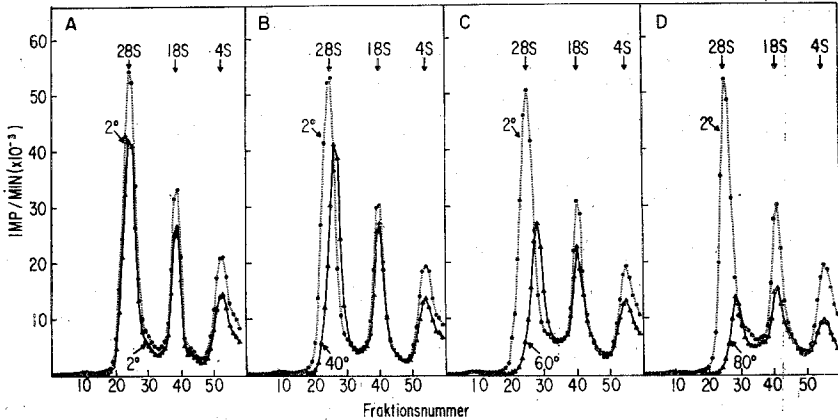 A B C D
28S 18S 4S 28S 18S 4S 28S 18S 4S 28S 18S 4S
60
50
40
30
20
10
IMP/MIN(x10⁻³)
2° 2° 2° 2°
2° 40° 60° 80°
10 20 30 40 50 10 20 30 40 50 10 20 30 40 50 10 20 30 40 50
Fraktionsnummer